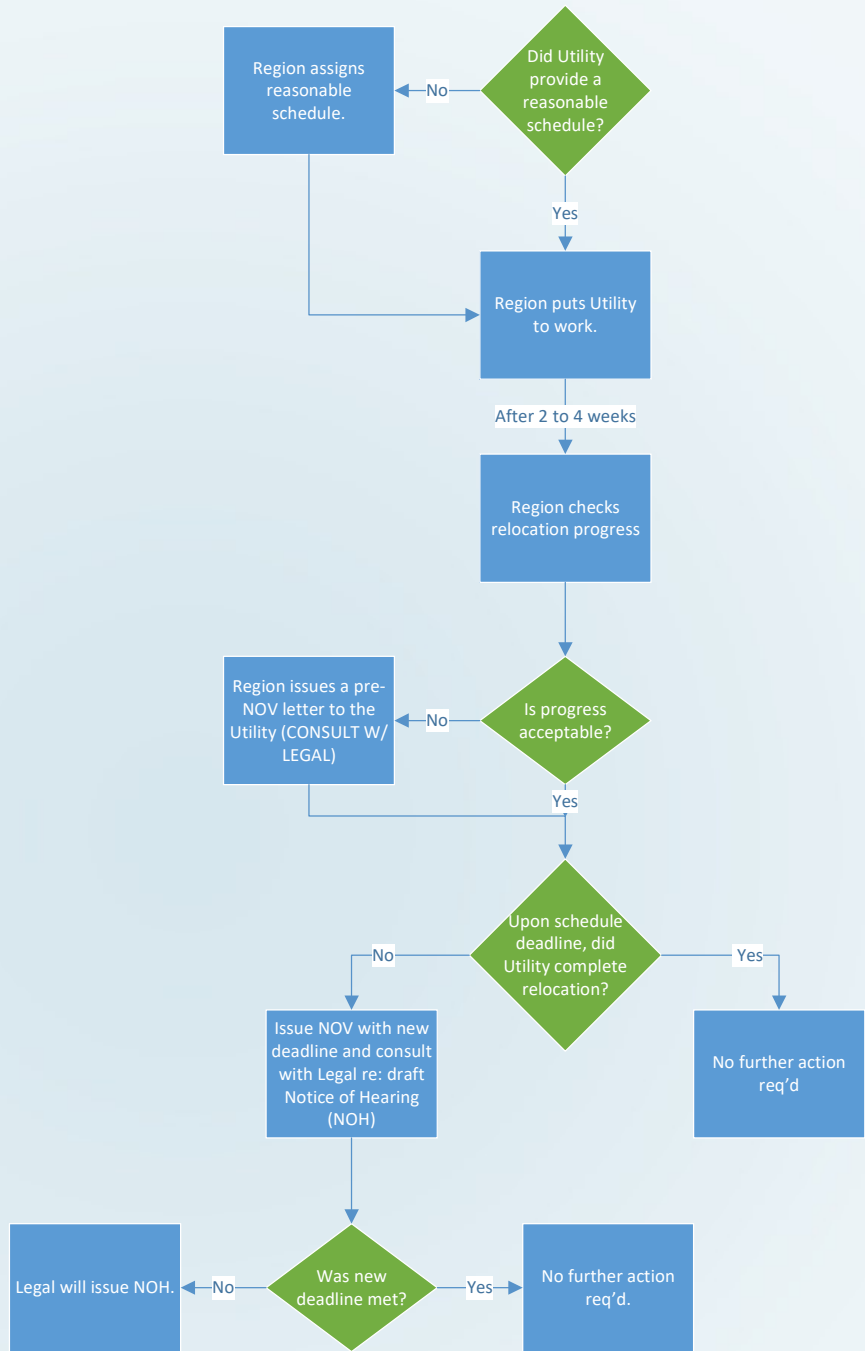 Did Utility
provide a
reasonable
schedule?
No
Region assigns
reasonable
schedule.
Yes
Region puts Utility
to work.
After 2 to 4 weeks
Region checks
relocation progress
Is progress
acceptable?
No
Region issues a pre-
NOV letter to the
Utility (CONSULT W/
LEGAL)
Yes
Upon schedule
deadline, did
Utility complete
relocation?
No
Yes
Issue NOV with new
deadline and consult
with Legal re: draft
Notice of Hearing
(NOH)
No further action
req’d
Was new
deadline met?
No
Legal will issue NOH.
Yes
No further action
req’d.